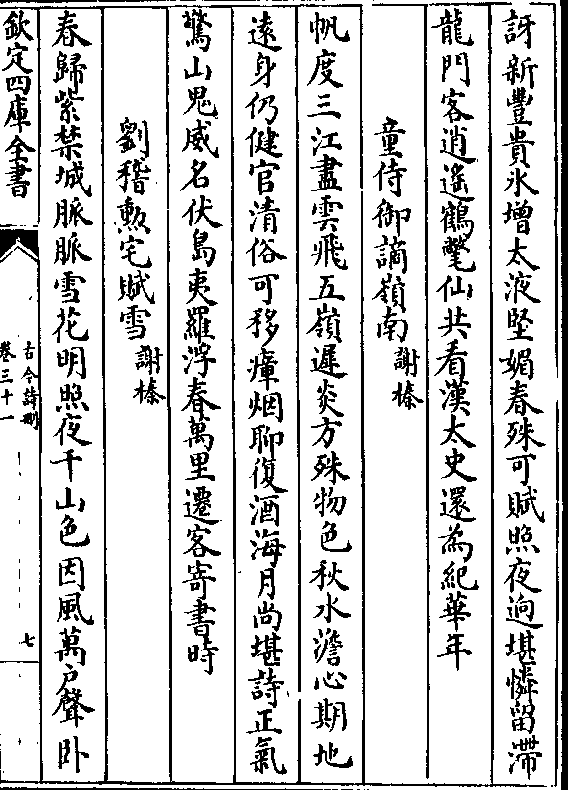 訝新豐貴氷增太液堅媚春殊可賦照夜逈堪憐留滯
龍門客逍遥鶴氅仙共看漢太史還為紀華年
童侍御謫嶺南 謝榛
帆度三江盡雲飛五嶺遲炎方殊物色秋水澹心期地
遠身仍健官清俗可移瘴烟聊復酒海月尚堪詩正氣
驚山鬼威名伏島夷羅浮春萬里遷客寄書時
劉稽勲宅賦雪 謝榛
春歸紫禁城脈脈雪花明照夜千山色因風萬户聲卧
欽定四庫全書
古今詩刪
卷三十一
七